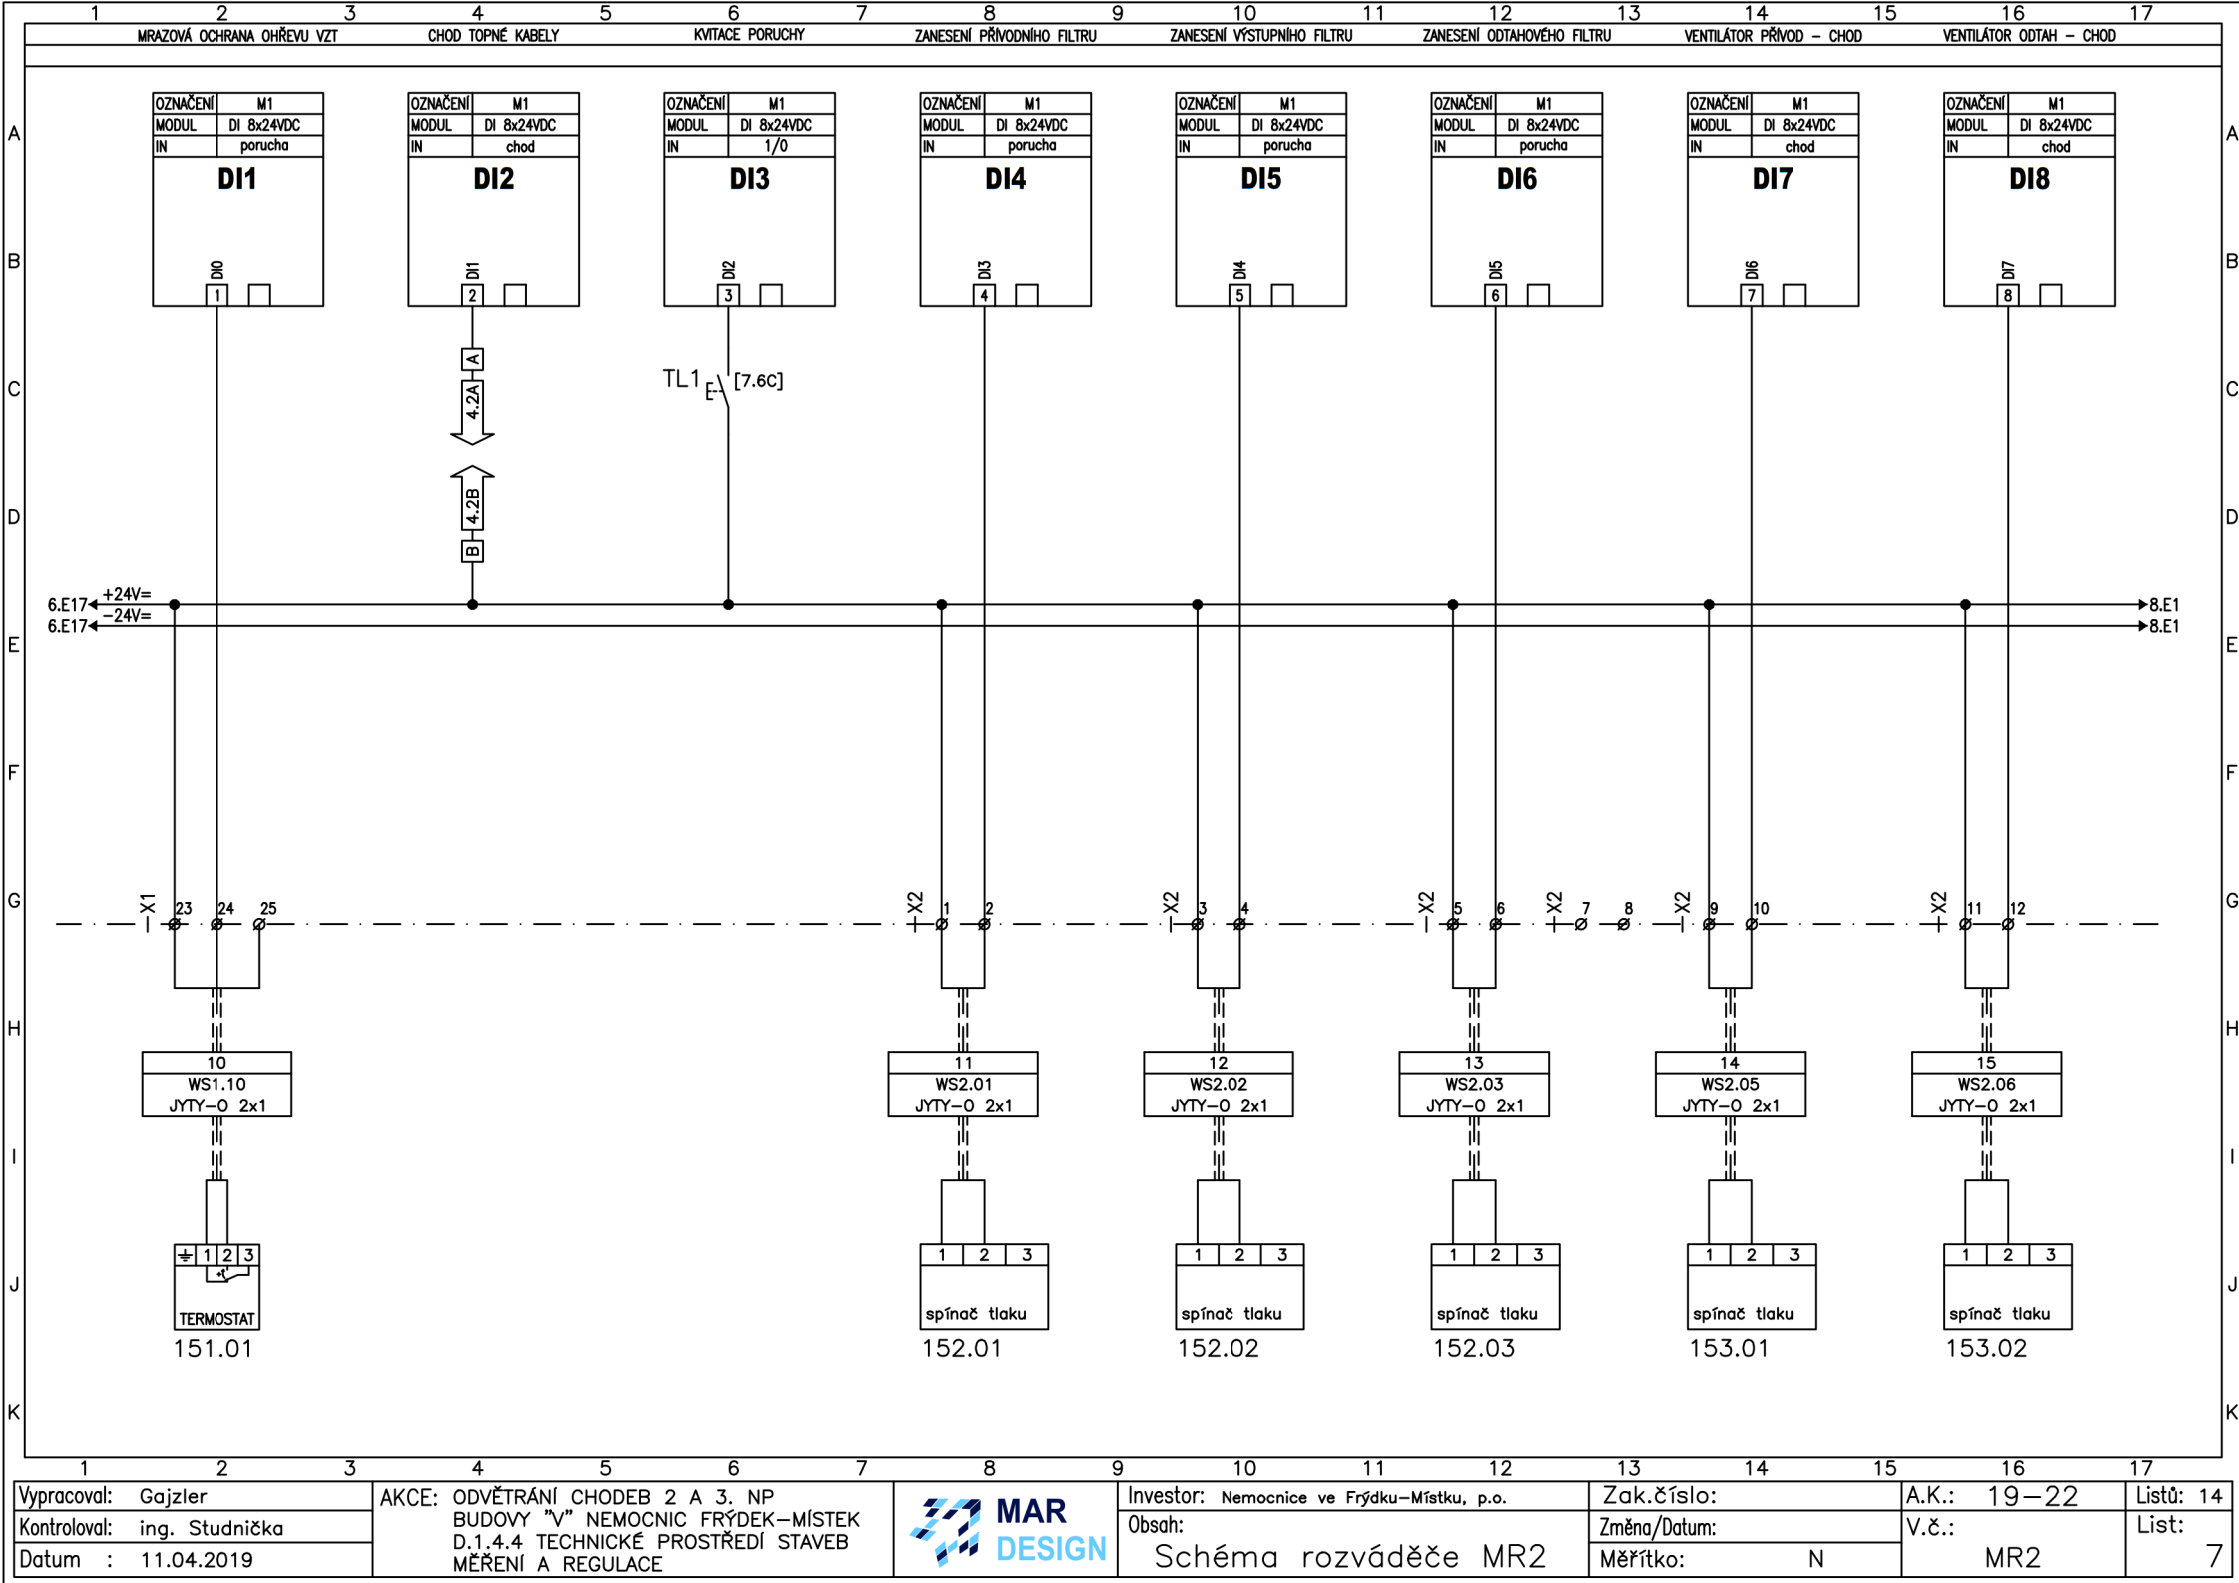 1 2 3 4 5 6 7 8 9 10 11 12 13 14 15 16 17
MRAZOVÁ OCHRANA OHŘEVU VZT CHOD TOPNÉ KABELY KVITACE PORUCHY ZANESENÍ PŘÍVODNÍHO FILTRU ZANESENÍ VÝSTUPNÍHO FILTRU ZANESENÍ ODTAHOVÉHO FILTRU VENTILÁTOR PŘÍVOD – CHOD VENTILÁTOR ODTAH – CHOD
OZNAČENÍ M1 OZNAČENÍ M1 OZNAČENÍ M1 OZNAČENÍ M1 OZNAČENÍ M1 OZNAČENÍ M1 OZNAČENÍ M1 OZNAČENÍ M1
A MODUL DI 8x24VDC MODUL DI 8x24VDC MODUL DI 8x24VDC MODUL DI 8x24VDC MODUL DI 8x24VDC MODUL DI 8x24VDC MODUL DI 8x24VDC MODUL DI 8x24VDC A
IN porucha IN chod IN 1/0 IN porucha IN porucha IN porucha IN chod IN chod
DI1 DI2 DI3 DI4 DI5 DI6 DI7 DI8
B DI0 DI1 DI2 DI3 DI4 DI5 DI6 DI7 B
1 2 3 4 5 6 7 8
A
C 4.2A TL1 [7.6C] C
D 4.2B D
B
6.E17 +24V= 8.E1
6.E17 –24V= 8.E1
E E
F F
G X1 23 24 25 X2 1 2 X2 3 4 X2 5 6 X2 7 8 X2 9 10 X2 11 12 G
H H
10 11 12 13 14 15
WS1.10 WS2.01 WS2.02 WS2.03 WS2.05 WS2.06
JYTY–O 2x1 JYTY–O 2x1 JYTY–O 2x1 JYTY–O 2x1 JYTY–O 2x1 JYTY–O 2x1
I I
1 2 3 1 2 3 1 2 3 1 2 3 1 2 3 1 2 3
J +t J
TERMOSTAT spínač tlaku spínač tlaku spínač tlaku spínač tlaku spínač tlaku
151.01 152.01 152.02 152.03 153.01 153.02
K K
1 2 3 4 5 6 7 8 9 10 11 12 13 14 15 16 17
Vypracoval: Gajzler
Kontroloval: ing. Studnička
Datum : 11.04.2019
AKCE: ODVĚTRÁNÍ CHODEB 2 A 3. NP
BUDOVY "V" NEMOCNIC FRÝDEK–MÍSTEK
D.1.4.4 TECHNICKÉ PROSTŘEDÍ STAVEB
MĚŘENÍ A REGULACE
MAR
DESIGN
Investor: Nemocnice ve Frýdku–Místku, p.o.
Obsah:
Schéma rozváděče MR2
Zak.číslo:
Změna/Datum:
Měřítko: N
A.K.: 19–22
V.č.:
MR2
Listů: 14
List:
7